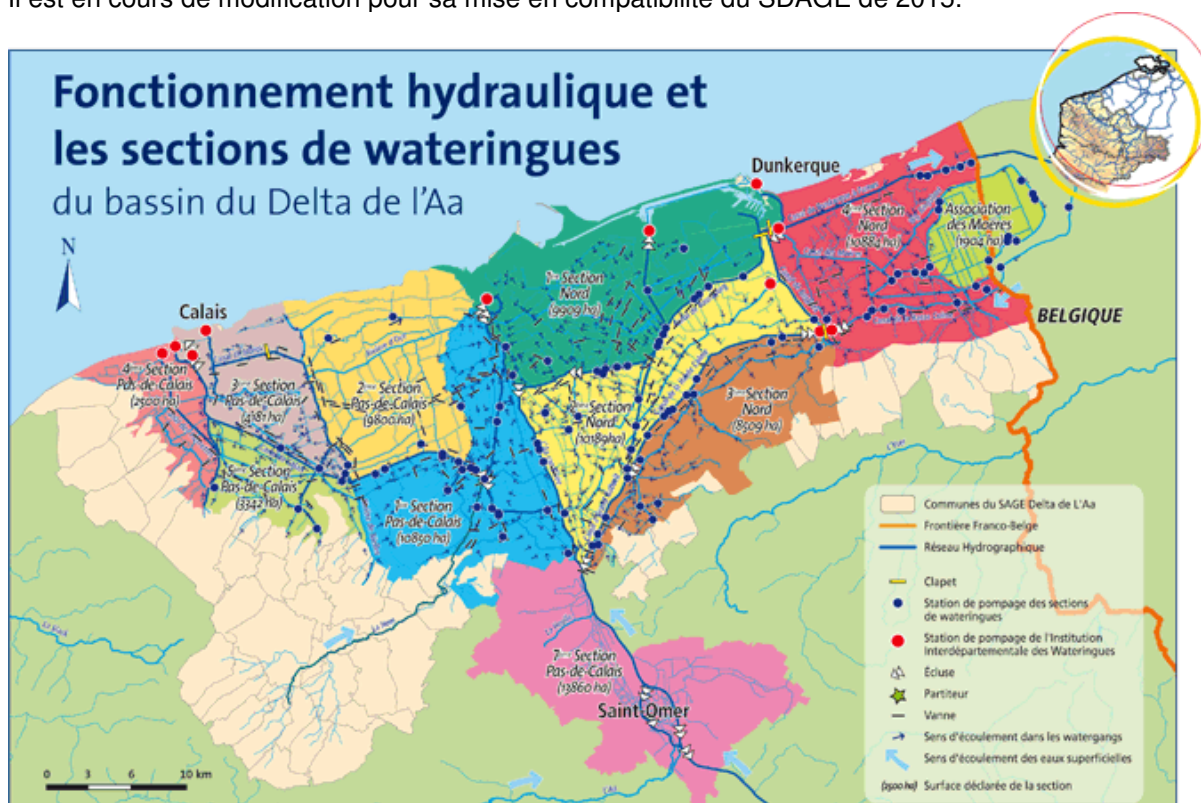 Il est en cours de modification pour sa mise en compatibilité du SDAGE de 2015.
Fonctionnement hydraulique et
les sections de wateringues
du bassin du Delta de l'Aa
N
Calais
Dunkerque
BELGIQUE
Saint-Omer
4ème Section
Pas-de-Calais
(2500 ha)
3ème Section
Pas-de-Calais
(4181 ha)
2ème Section
Pas-de-Calais
(9800 ha)
5ème Section
Pas-de-Calais
(3342 ha)
1ère Section
Pas-de-Calais
(10850 ha)
7ème Section
Pas-de-Calais
(13860 ha)
1ère Section
Nord
(9909 ha)
2ème Section
Nord
(10189ha)
3ème Section
Nord
(8509 ha)
4ème Section
Nord
(10884 ha)
Association
des Moëres
(1904 ha)
La Hem
L'Aa
L'Yser
0 3 6 10 km
Communes du SAGE Delta de L'Aa
Frontière Franco-Belge
Réseau Hydrographique
Clapet
Station de pompage des sections
de wateringues
Station de pompage de l'Institution
Interdépartementale des Wateringues
Écluse
Partiteur
Vanne
Sens d'écoulement dans les watergangs
Sens d'écoulement des eaux superficielles
(2500 ha) Surface déclarée de la section